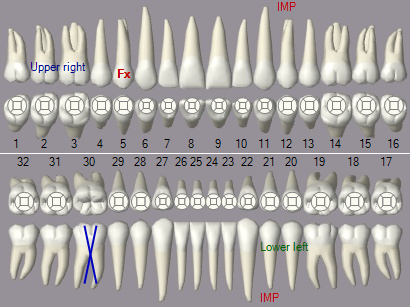 IMP
Upper right
Fx
1 2 3 4 5 6 7 8 9 10 11 12 13 14 15 16
32 31 30 29 28 27 26 25 24 23 22 21 20 19 18 17
Lower left
IMP